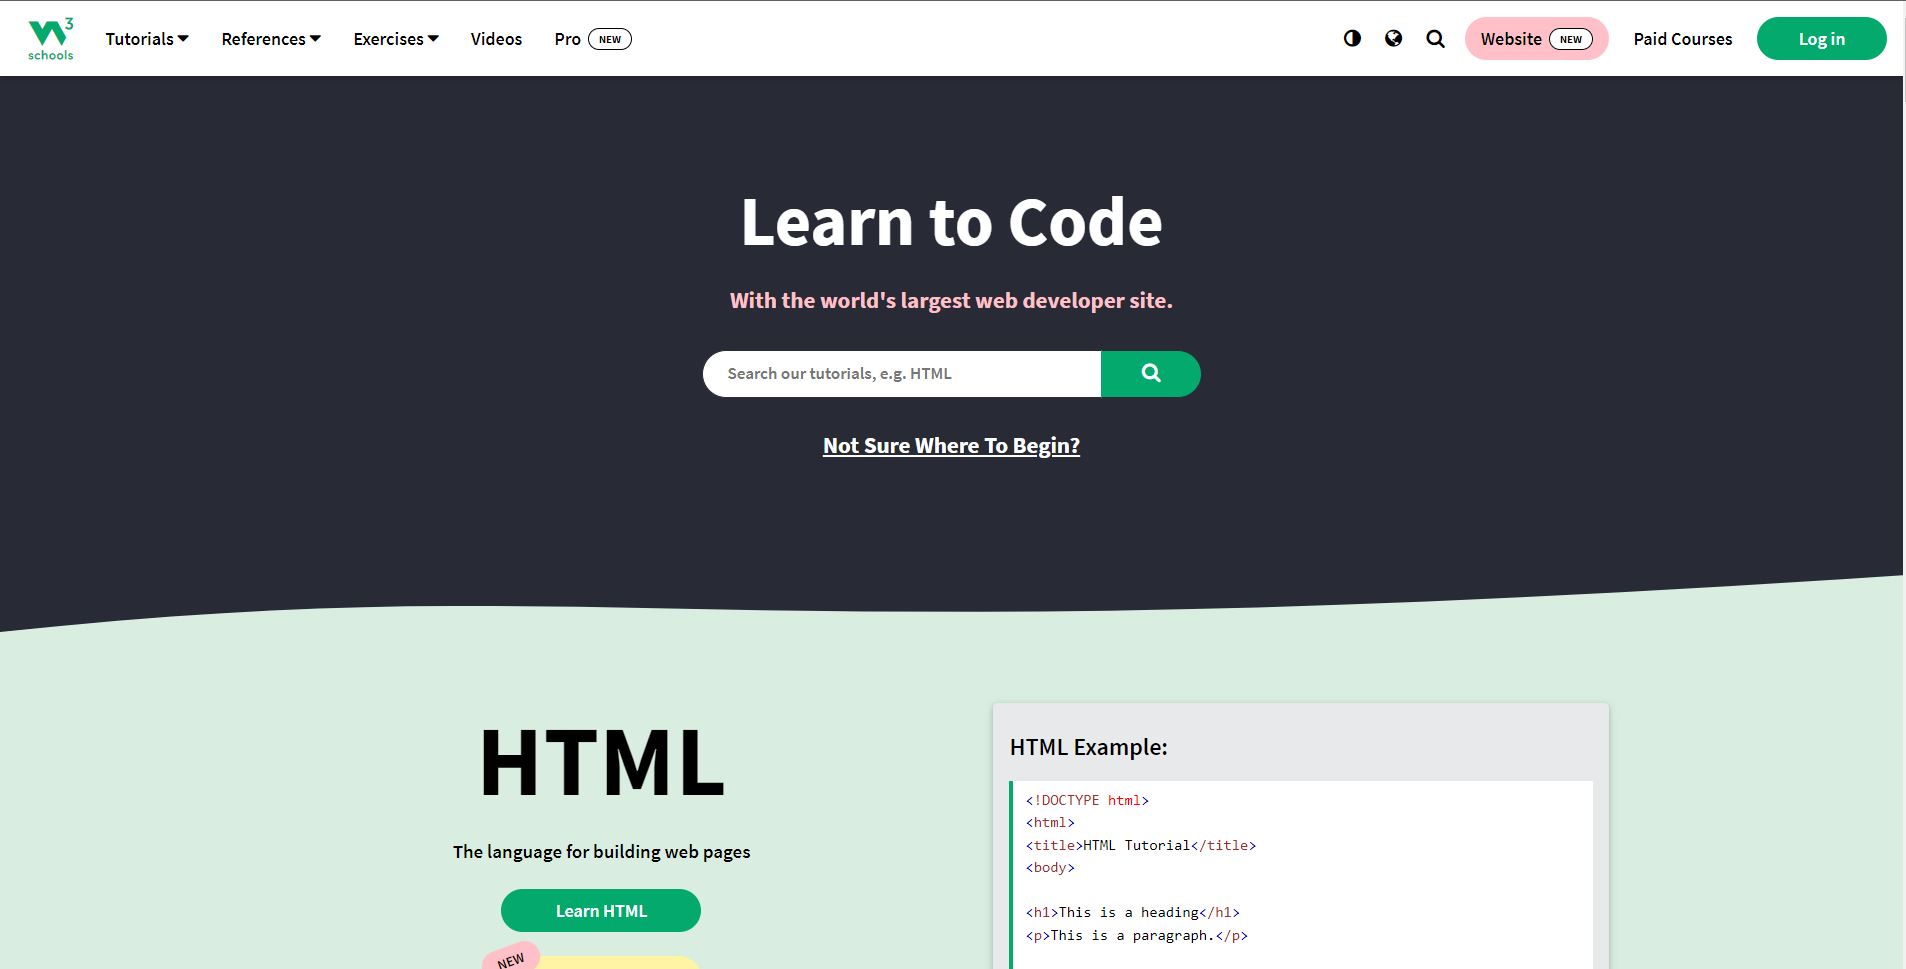 W3
schools
Tutorials
References
Exercises
Videos
Pro NEW
Website NEW
Paid Courses
Log in
Learn to Code
With the world's largest web developer site.
Search our tutorials, e.g. HTML
Not Sure Where To Begin?
HTML
The language for building web pages
Learn HTML
NEW
HTML Example:
<!DOCTYPE html>
<html>
<title>HTML Tutorial</title>
<body>
<h1>This is a heading</h1>
<p>This is a paragraph.</p>